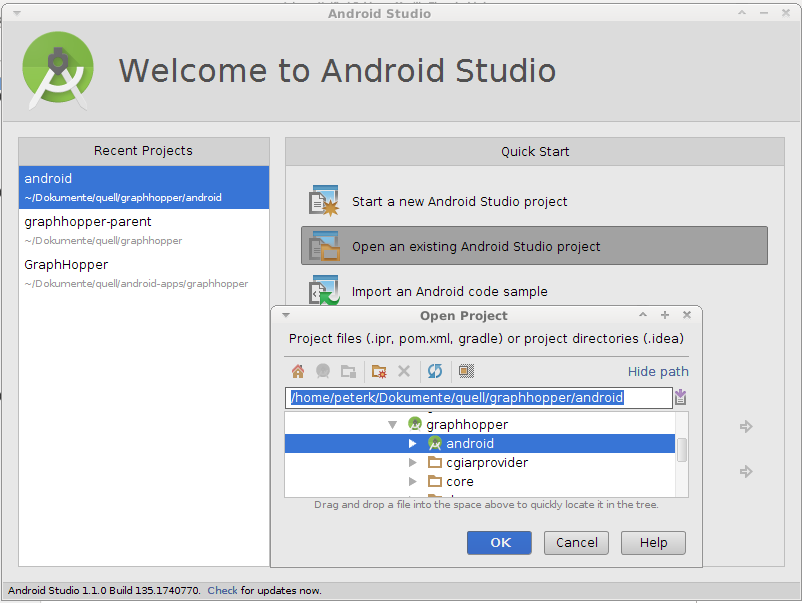 Android Studio
Welcome to Android Studio
Recent Projects
android
~/Dokumente/quell/graphhopper/android
graphhopper-parent
~/Dokumente/quell/graphhopper
GraphHopper
~/Dokumente/quell/android-apps/graphhopper
Quick Start
Start a new Android Studio project
Open an existing Android Studio project
Import an Android code sample
Open Project
Project files (.ipr, pom.xml, gradle) or project directories (.idea)
Hide path
/home/peterk/Dokumente/quell/graphhopper/android
graphhopper
android
cgiarprovider
core
Drag and drop a file into the space above to quickly locate it in the tree.
OK
Cancel
Help
Android Studio 1.1.0 Build 135.1740770. Check for updates now.